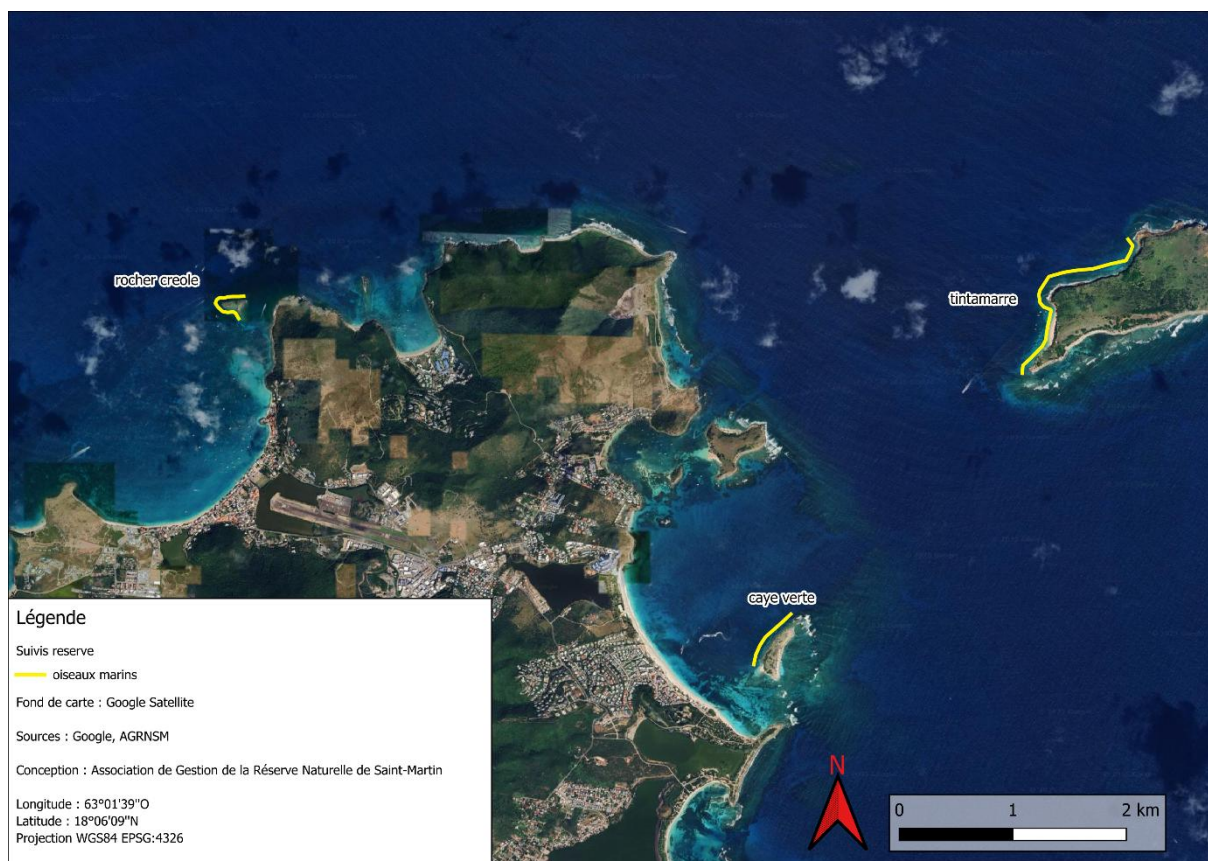 rocher creole
tintamarre
caye verte
Légende
Suivis reserve
oiseaux marins
Fond de carte : Google Satellite
Sources : Google, AGRNSM
Conception : Association de Gestion de la Réserve Naturelle de Saint-Martin
Longitude : 63°01'39"O
Latitude : 18°06'09"N
Projection WGS84 EPSG:4326
N
0 1 2 km